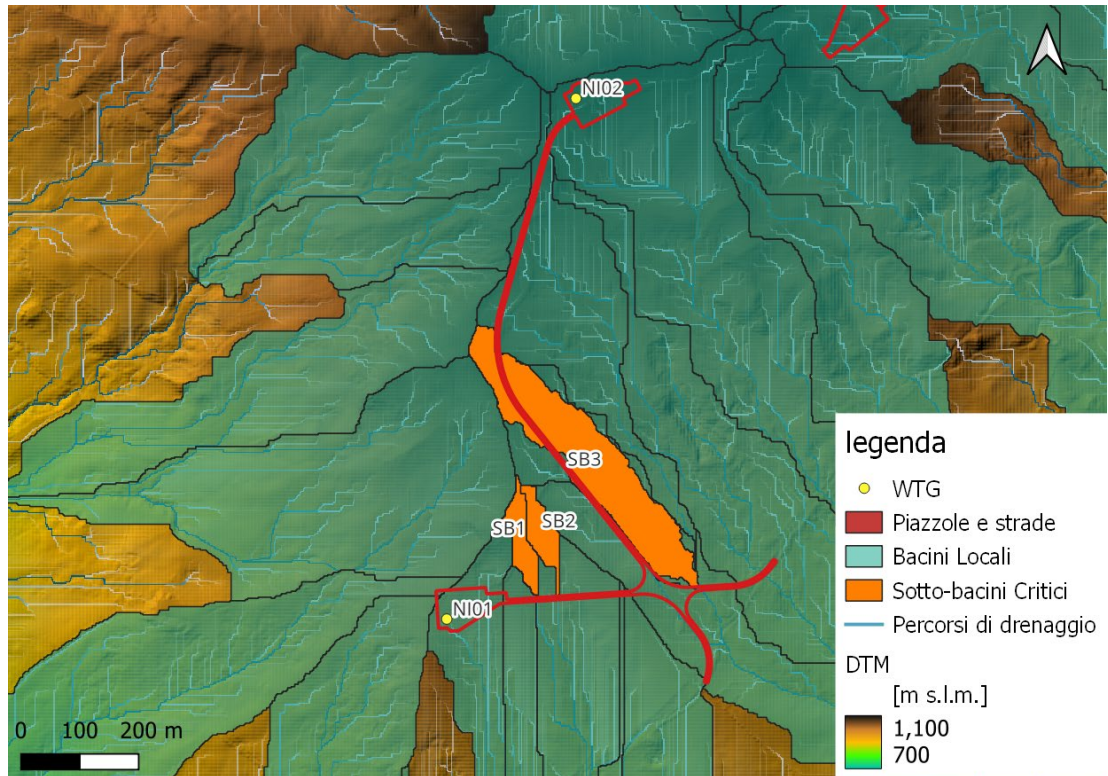 NI02
SB3
SB1
SB2
NI01
0 100 200 m
legenda
WTG
Piazzole e strade
Bacini Locali
Sotto-bacini Critici
Percorsi di drenaggio
DTM
[m s.l.m.]
1,100
700